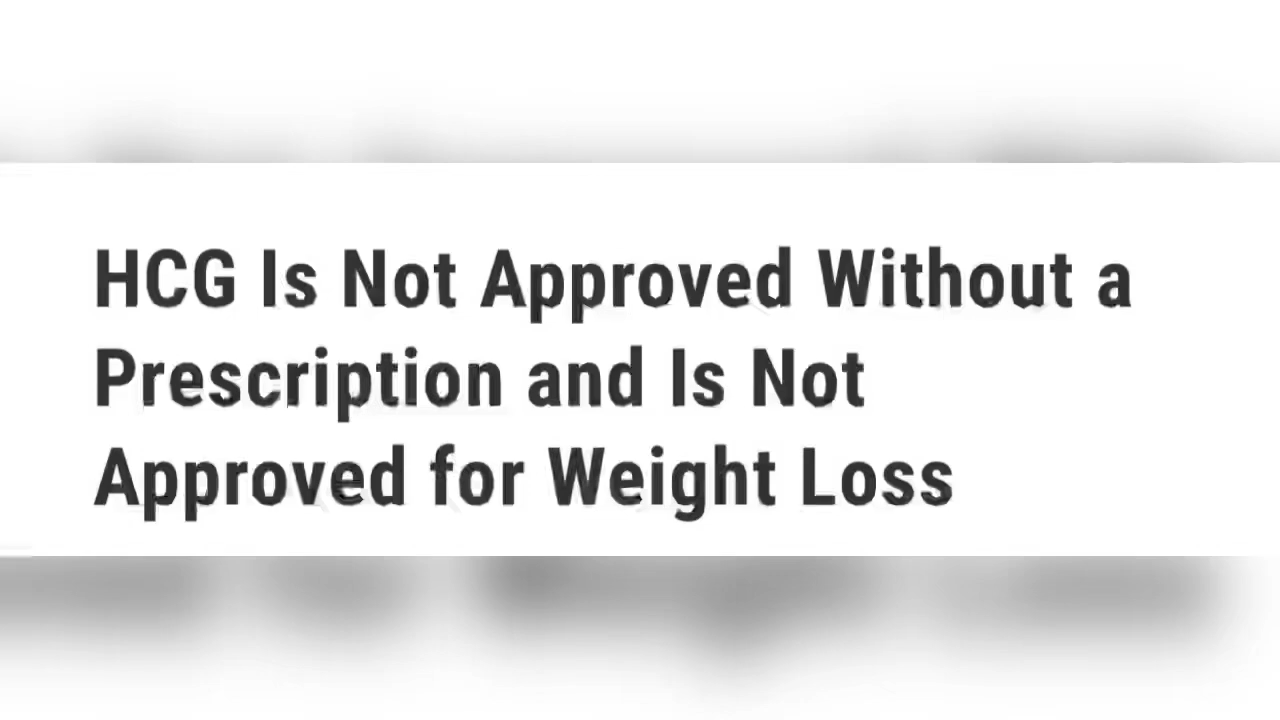 HCG Is Not Approved Without a
Prescription and Is Not
Approved for Weight Loss